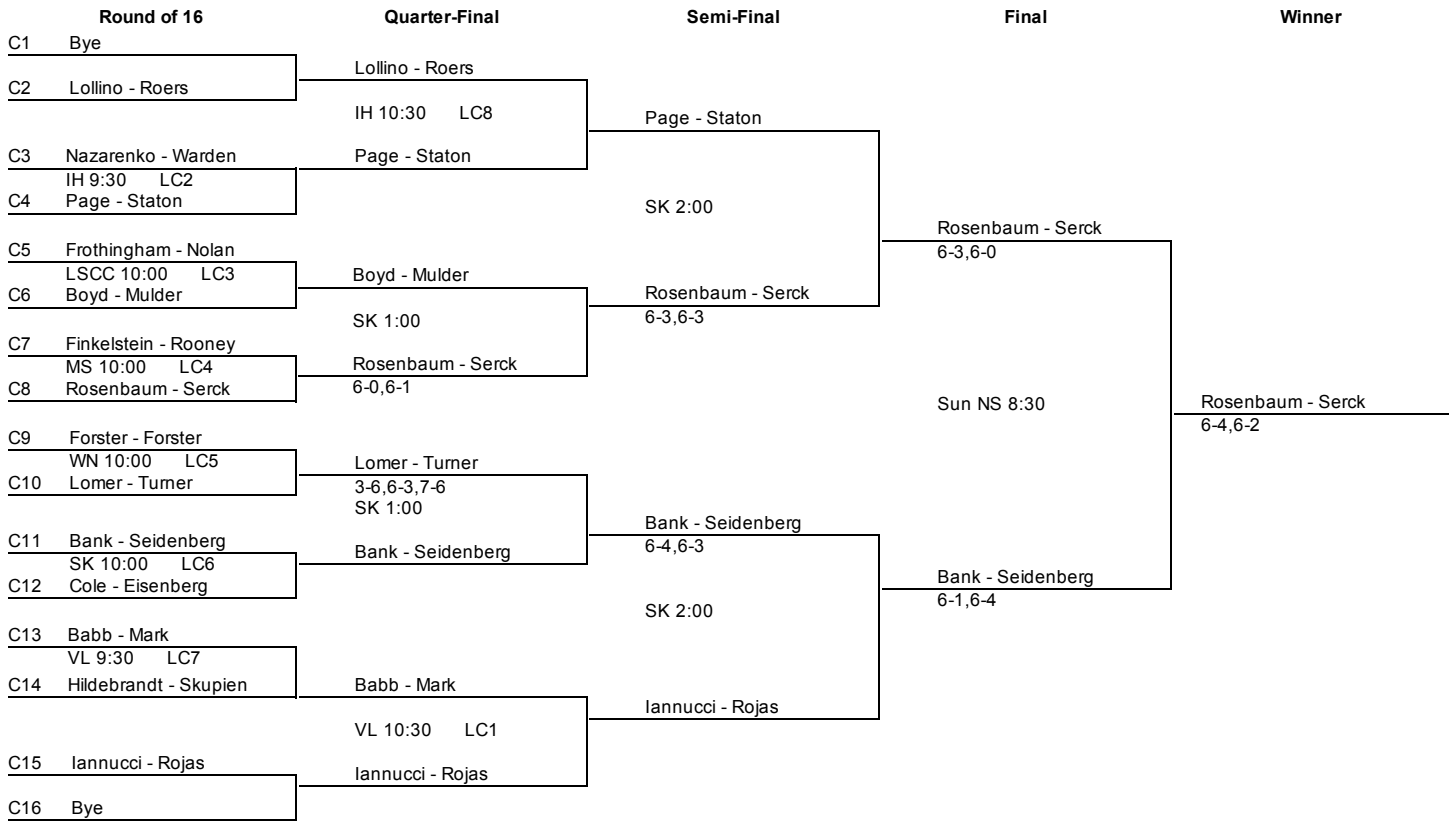 Round of 16 Quarter-Final Semi-Final Final Winner
C1 Bye
Lollino - Roers
C2 Lollino - Roers
IH 10:30 LC8
Page - Staton
C3 Nazarenko - Warden
Page - Staton
IH 9:30 LC2
C4 Page - Staton
SK 2:00
Rosenbaum - Serck
6-3,6-0
C5 Frothingham - Nolan
LSCC 10:00 LC3
Boyd - Mulder
C6 Boyd - Mulder
Rosenbaum - Serck
6-3,6-3
SK 1:00
C7 Finkelstein - Rooney
MS 10:00 LC4
Rosenbaum - Serck
C8 Rosenbaum - Serck
6-0,6-1
Sun NS 8:30
Rosenbaum - Serck
6-4,6-2
C9 Forster - Forster
WN 10:00 LC5
Lomer - Turner
C10 Lomer - Turner
3-6,6-3,7-6
SK 1:00
Bank - Seidenberg
6-4,6-3
C11 Bank - Seidenberg
Bank - Seidenberg
SK 10:00 LC6
C12 Cole - Eisenberg
Bank - Seidenberg
6-1,6-4
SK 2:00
C13 Babb - Mark
VL 9:30 LC7
C14 Hildebrandt - Skupien
Babb - Mark
Iannucci - Rojas
VL 10:30 LC1
C15 Iannucci - Rojas
Iannucci - Rojas
C16 Bye